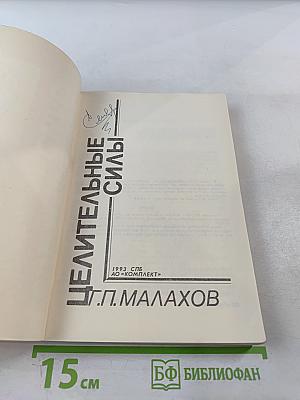 ЦЕЛИТЕЛЬНЫЕ
СИЛЫ
1993 СПБ
АО «КОМПЛЕКТ»
Г.П.МАЛАХОВ
15 см
БФ БИБЛИОФАН